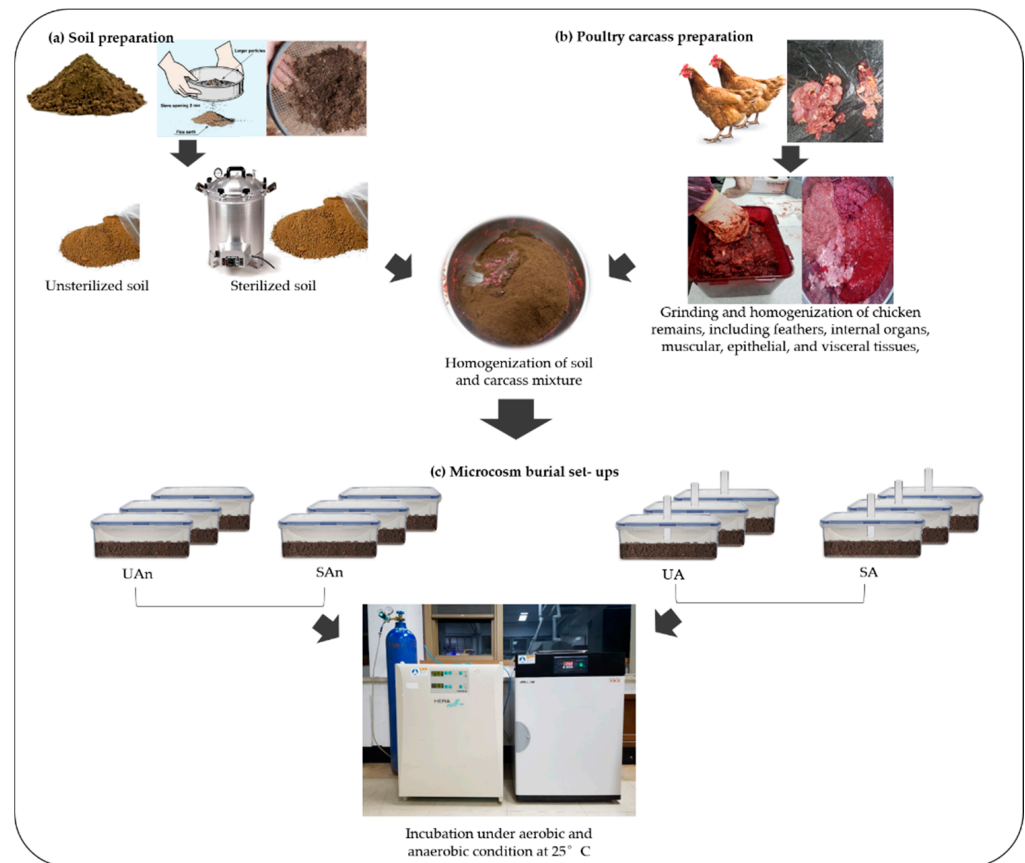 (a) Soil preparation
(b) Poultry carcass preparation
Larger particles
Sieve opening 2 mm
Fine earth
Unsterilized soil
Sterilized soil
Grinding and homogenization of chicken
remains, including feathers, internal organs,
muscular, epithelial, and visceral tissues,
Homogenization of soil
and carcass mixture
(c) Microcosm burial set- ups
UAn
SAn
UA
SA
Incubation under aerobic and
anaerobic condition at 25° C